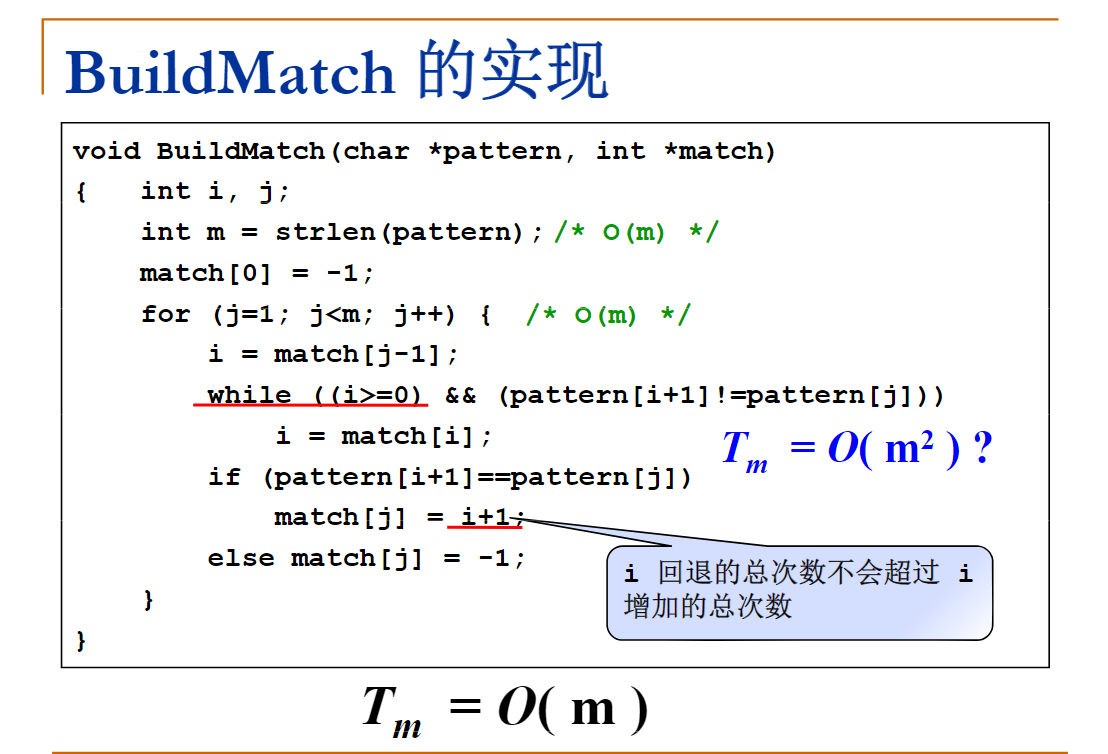 BuildMatch 的实现
void BuildMatch(char *pattern, int *match)
{   int i, j;
    int m = strlen(pattern); /* O(m) */
    match[0] = -1;
    for (j=1; j<m; j++) {  /* O(m) */
        i = match[j-1];
        while ((i>=0) && (pattern[i+1]!=pattern[j]))
            i = match[i];
T_m = O( m² ) ?
        if (pattern[i+1]==pattern[j])
            match[j] = i+1;
        else match[j] = -1;
i 回退的总次数不会超过 i
增加的总次数
    }
}
T_m = O( m )